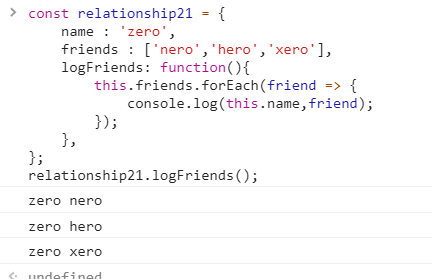 > const relationship21 = {
    name : 'zero',
    friends : ['nero','hero','xero'],
    logFriends: function(){
        this.friends.forEach(friend => {
            console.log(this.name,friend);
        });
    },
};
relationship21.logFriends();
zero nero
zero hero
zero xero
undefined